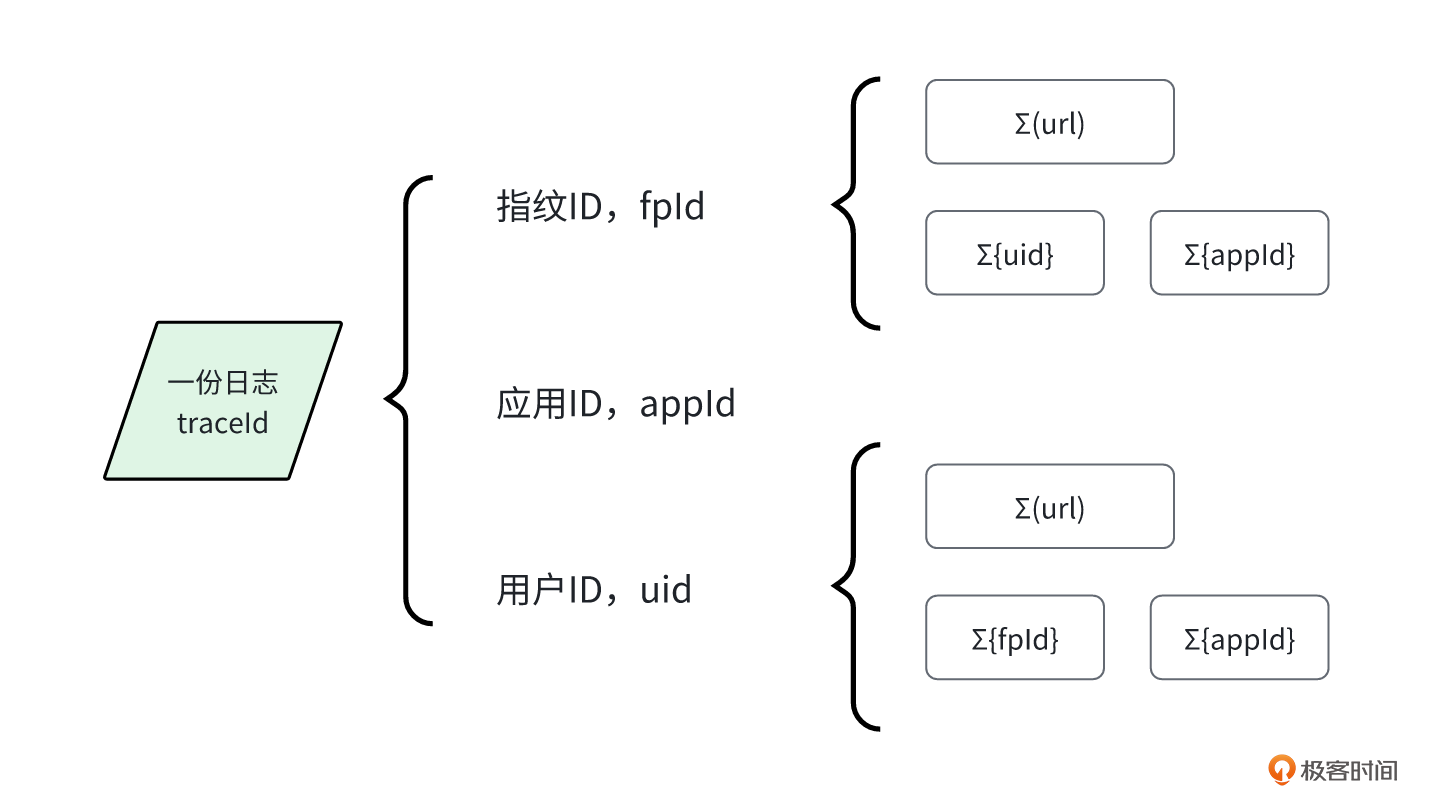 一份日志
traceId
指纹ID，fpId
应用ID，appId
用户ID，uid
Σ(url)
Σ{uid}
Σ{appId}
Σ(url)
Σ{fpId}
Σ{appId}
极客时间